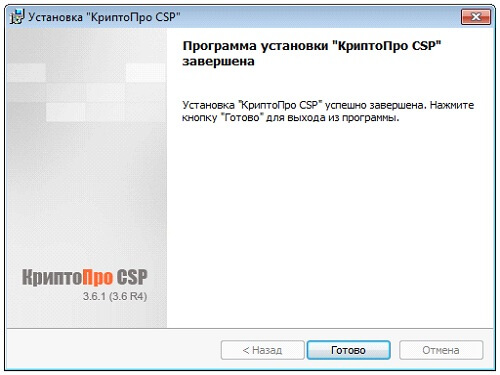 Установка "КриптоПро CSP"
Программа установки "КриптоПро CSP"
завершена
Установка "КриптоПро CSP" успешно завершена. Нажмите
кнопку "Готово" для выхода из программы.
КриптоПро CSP
3.6.1 (3.6 R4)
< Назад
Готово
Отмена